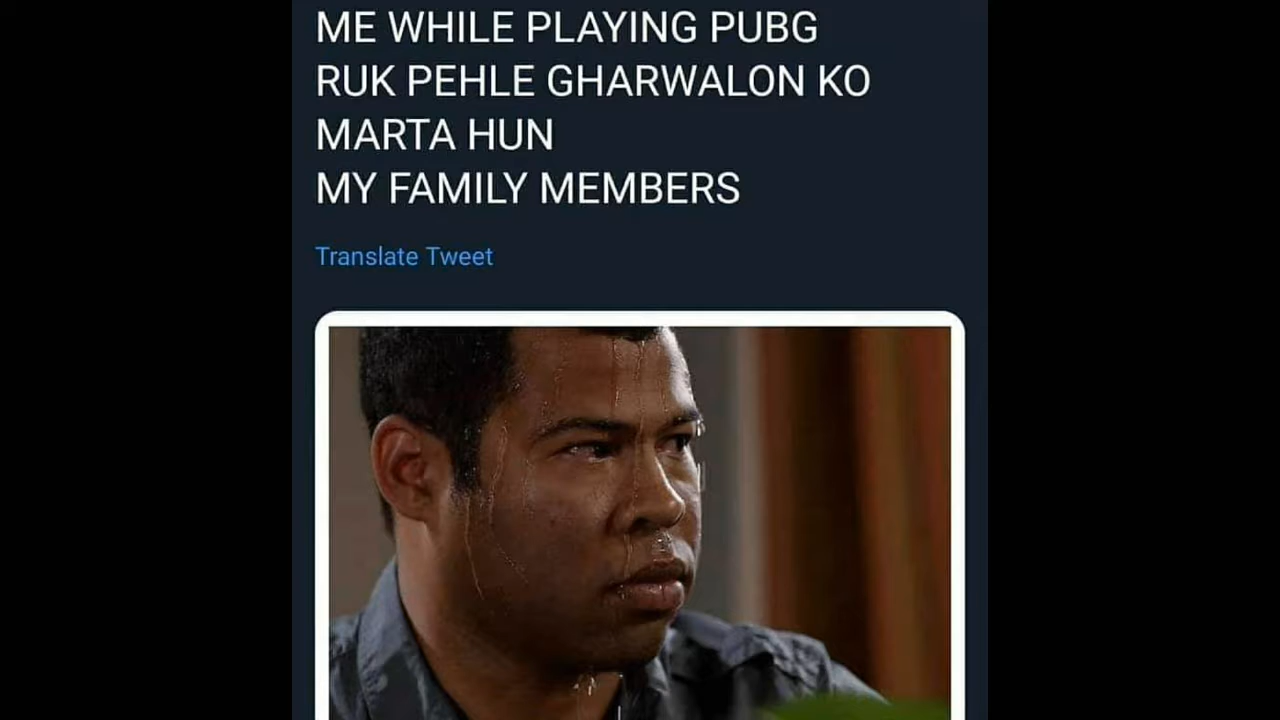 ME WHILE PLAYING PUBG
RUK PEHLE GHARWALON KO
MARTA HUN
MY FAMILY MEMBERS
Translate Tweet